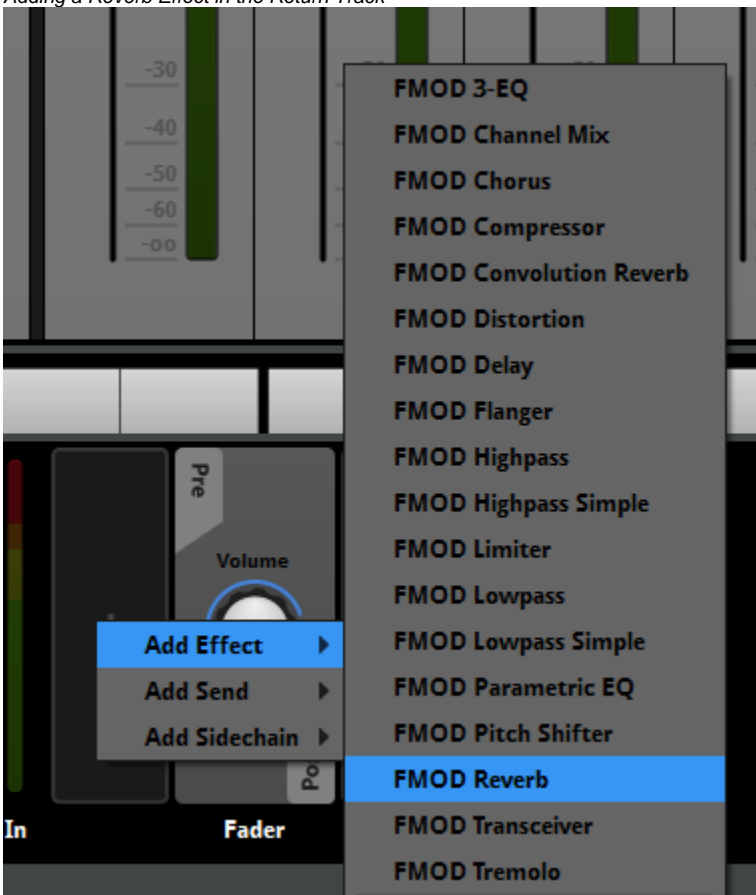 Adding a Reverb Effect in the Return Track
-30
-40
-50
-60
-oo
Pre
Volume
Add Effect
Add Send
Add Sidechain
In
Fader
FMOD 3-EQ
FMOD Channel Mix
FMOD Chorus
FMOD Compressor
FMOD Convolution Reverb
FMOD Distortion
FMOD Delay
FMOD Flanger
FMOD Highpass
FMOD Highpass Simple
FMOD Limiter
FMOD Lowpass
FMOD Lowpass Simple
FMOD Parametric EQ
FMOD Pitch Shifter
FMOD Reverb
FMOD Transceiver
FMOD Tremolo